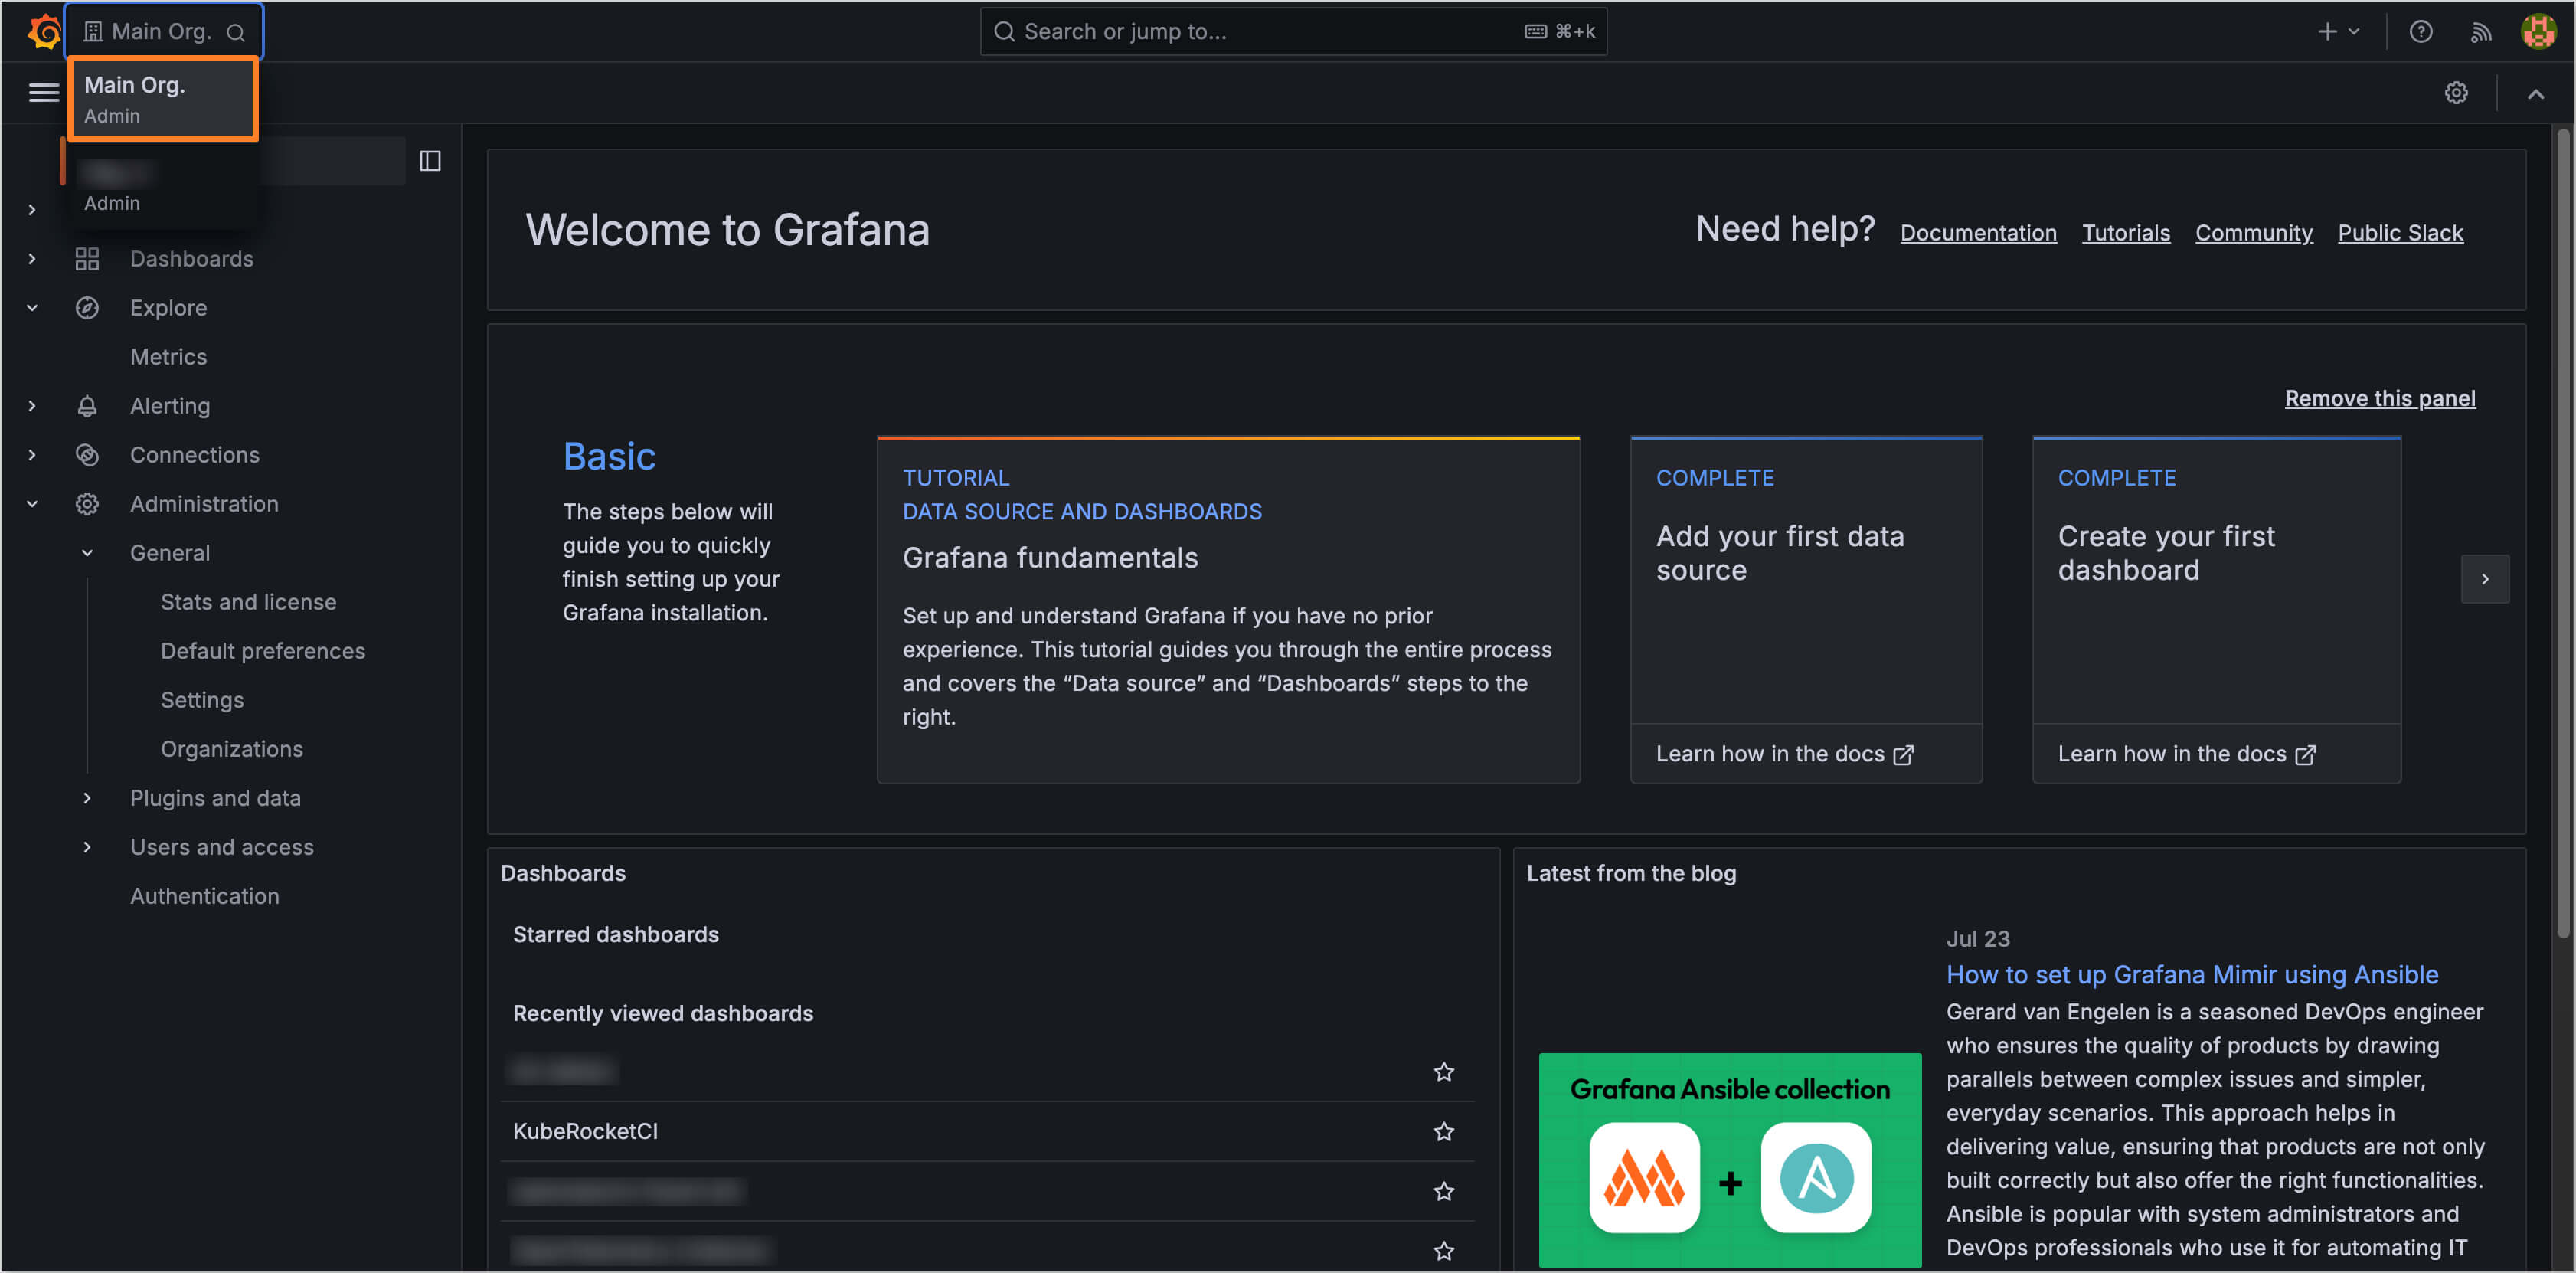 Main Org.
Search or jump to...
⌘+k
Main Org.
Admin
Admin
Dashboards
Explore
Metrics
Alerting
Connections
Administration
General
Stats and license
Default preferences
Settings
Organizations
Plugins and data
Users and access
Authentication
Welcome to Grafana
Need help?
Documentation
Tutorials
Community
Public Slack
Remove this panel
Basic
The steps below will
guide you to quickly
finish setting up your
Grafana installation.
TUTORIAL
DATA SOURCE AND DASHBOARDS
Grafana fundamentals
Set up and understand Grafana if you have no prior
experience. This tutorial guides you through the entire process
and covers the “Data source” and “Dashboards” steps to the
right.
COMPLETE
Add your first data
source
Learn how in the docs
COMPLETE
Create your first
dashboard
Learn how in the docs
Dashboards
Starred dashboards
Recently viewed dashboards
KubeRocketCI
Latest from the blog
Grafana Ansible collection
+
Jul 23
How to set up Grafana Mimir using Ansible
Gerard van Engelen is a seasoned DevOps engineer
who ensures the quality of products by drawing
parallels between complex issues and simpler,
everyday scenarios. This approach helps in
delivering value, ensuring that products are not only
built correctly but also offer the right functionalities.
Ansible is popular with system administrators and
DevOps professionals who use it for automating IT